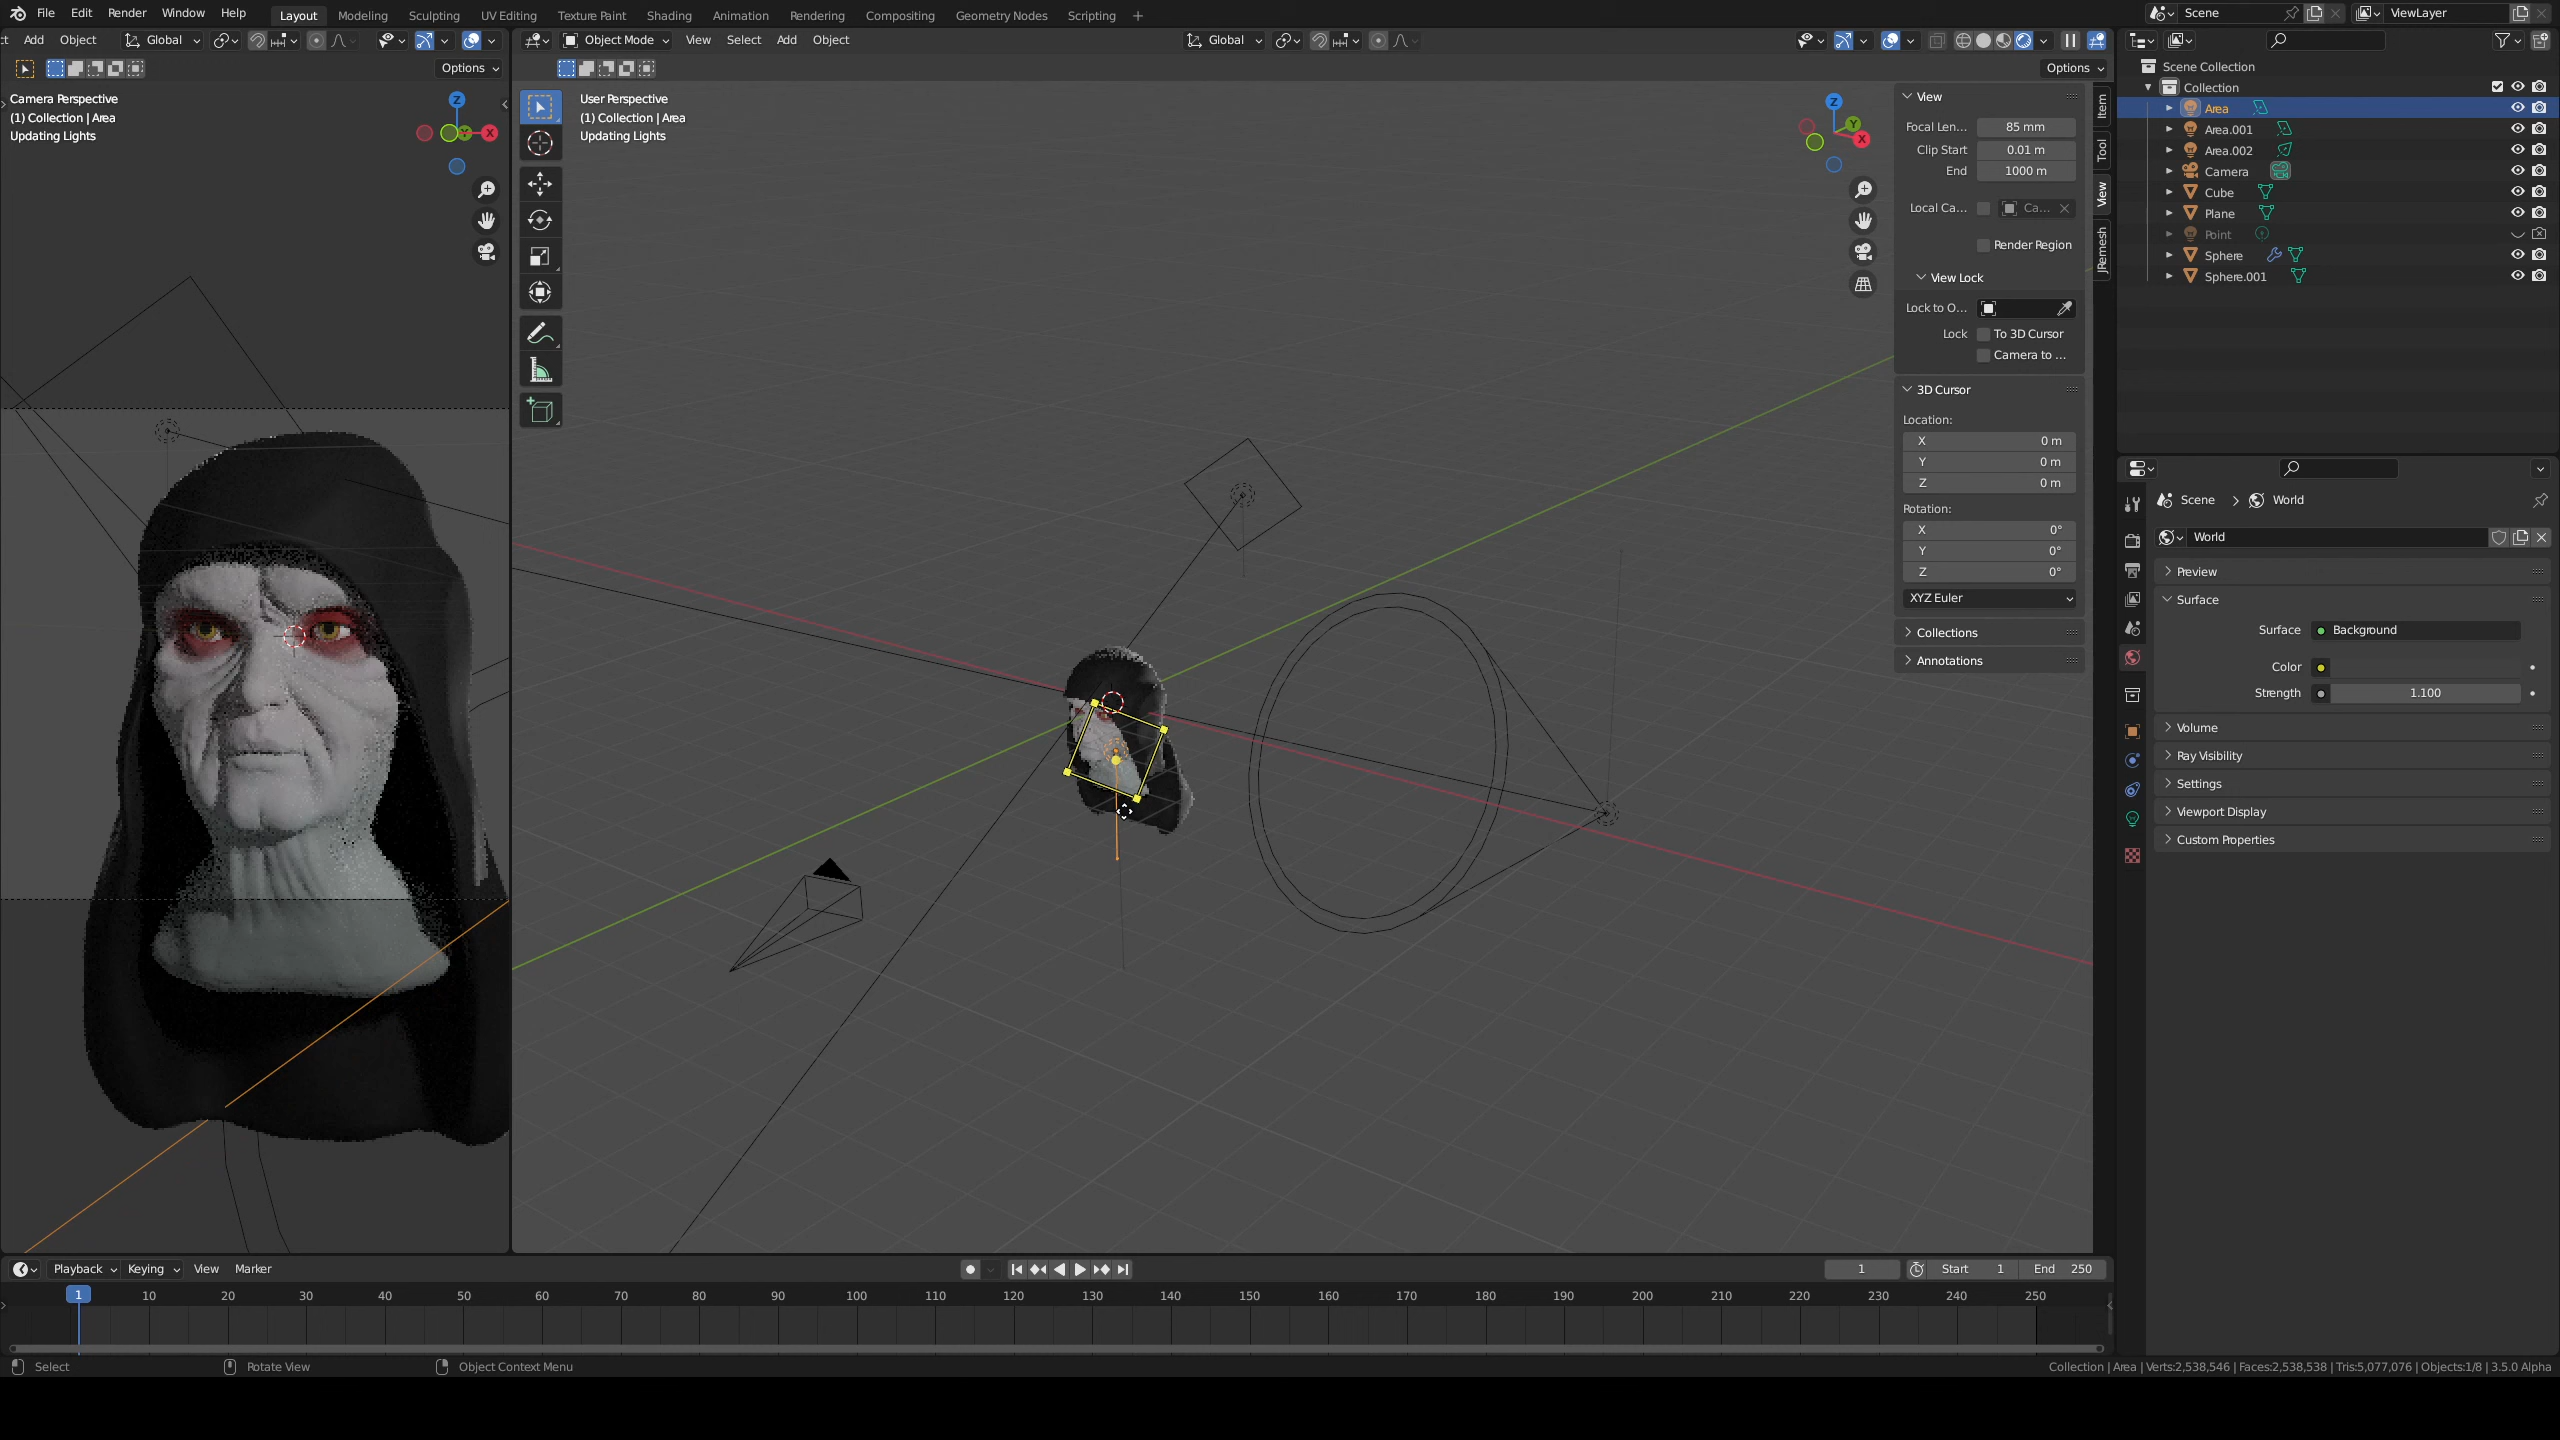 File Edit Render Window Help Layout Modeling Sculpting UV Editing Texture Paint Shading Animation Rendering Compositing Geometry Nodes Scripting + Scene ViewLayer
Add Object Global
Object Mode View Select Add Object Global
Options
Options
Camera Perspective
(1) Collection | Area
Updating Lights
Z
X
User Perspective
(1) Collection | Area
Updating Lights
Z
Y
X
View
Focal Len... 85 mm
Clip Start 0.01 m
End 1000 m
Local Ca... Ca...
Render Region
View Lock
Lock to O...
Lock To 3D Cursor
Camera to ...
3D Cursor
Location:
X 0 m
Y 0 m
Z 0 m
Rotation:
X 0°
Y 0°
Z 0°
XYZ Euler
Collections
Annotations
Item
Tool
View
JRemesh
Scene Collection
Collection
Area
Area.001
Area.002
Camera
Cube
Plane
Point
Sphere
Sphere.001
Scene > World
World
Preview
Surface
Surface Background
Color
Strength 1.100
Volume
Ray Visibility
Settings
Viewport Display
Custom Properties
Playback Keying View Marker 1 Start 1 End 250
1 10 20 30 40 50 60 70 80 90 100 110 120 130 140 150 160 170 180 190 200 210 220 230 240 250
Select Rotate View Object Context Menu Collection | Area | Verts:2,538,546 | Faces:2,538,538 | Tris:5,077,076 | Objects:1/8 | 3.5.0 Alpha